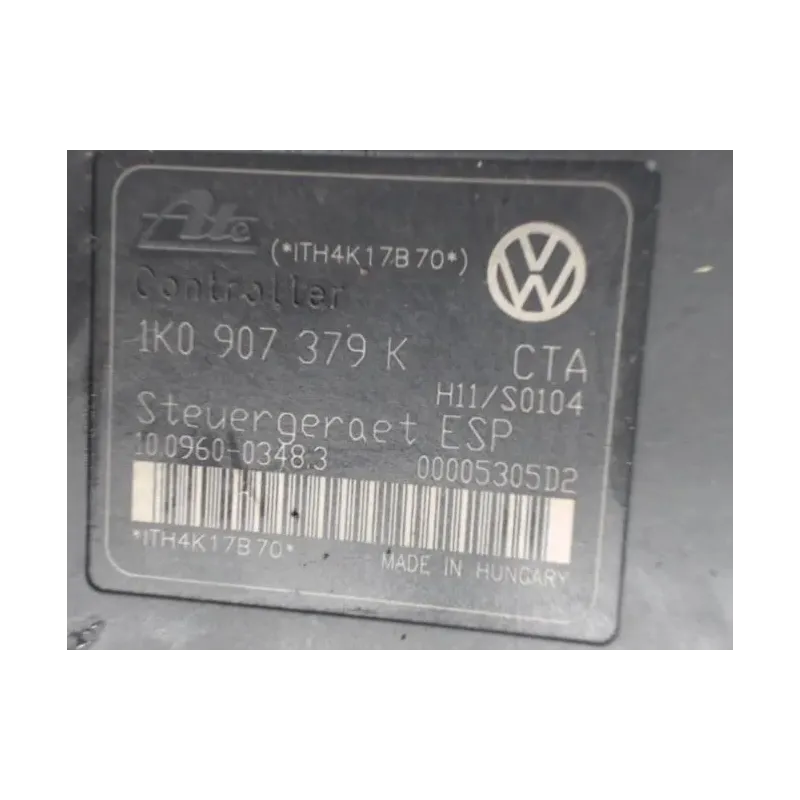 Ate (*ITH4K17B70*)
Controller
1K0 907 379 K CTA
H11/S0104
Steuergeraet ESP
10.0960-0348.3 00005305D2
*ITH4K17B70*
MADE IN HUNGARY